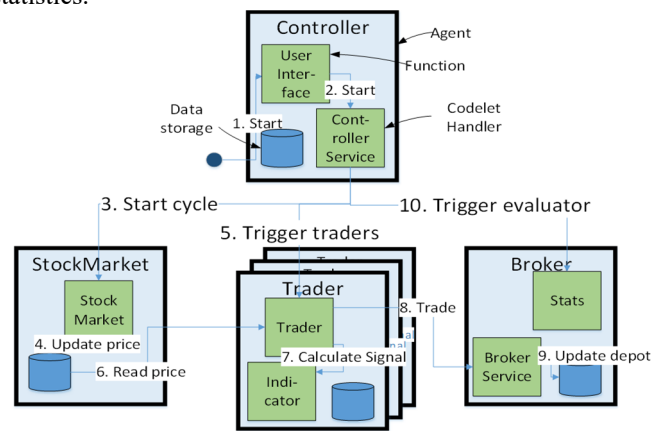 statistics.
Controller
Agent
User
Inter-
face
Function
2. Start
Data
storage
1. Start
Codelet
Handler
Cont-
roller
Service
3. Start cycle
10. Trigger evaluator
5. Trigger traders
StockMarket
Stock
Market
4. Update price
6. Read price
Trader
Trader
8. Trade
7. Calculate Signal
Indi-
cator
Broker
Stats
Broker
Service
9. Update depot